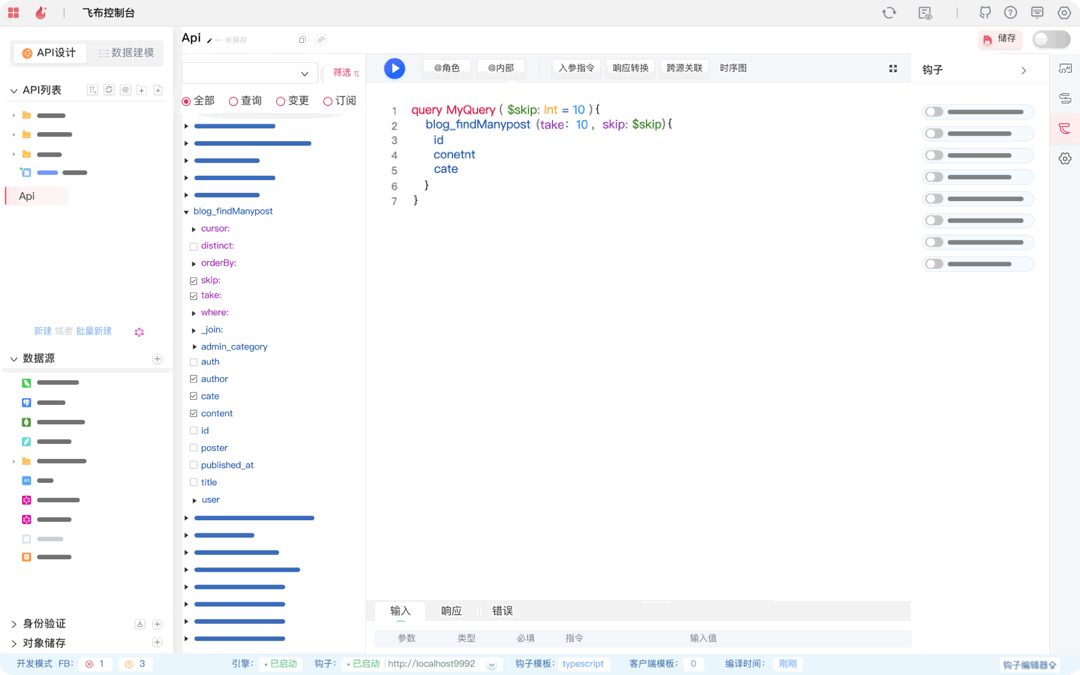 飞布控制台
API设计 数据建模
Api 未保存
储存
API列表
筛选
@角色 @内部 入参指令 响应转换 跨源关联 时序图
钩子
全部 查询 变更 订阅
Api
1 query MyQuery ( $skip: Int = 10 ) {
2 blog_findManypost (take: 10 , skip: $skip) {
3 id
4 conetnt
5 cate
6 }
7 }
blog_findManypost
cursor:
distinct:
orderBy:
skip:
take:
where:
_join:
admin_category
auth
author
cate
content
id
poster
published_at
title
user
新建 或者 批量新建
数据源
身份验证
对象储存
输入 响应 错误
参数 类型 必填 指令 输入值
开发模式 FB: 1 3 引擎: 已启动 钩子: 已启动 http://localhost9992 钩子模板: typescript 客户端模板: 0 编译时间: 刚刚 钩子编辑器